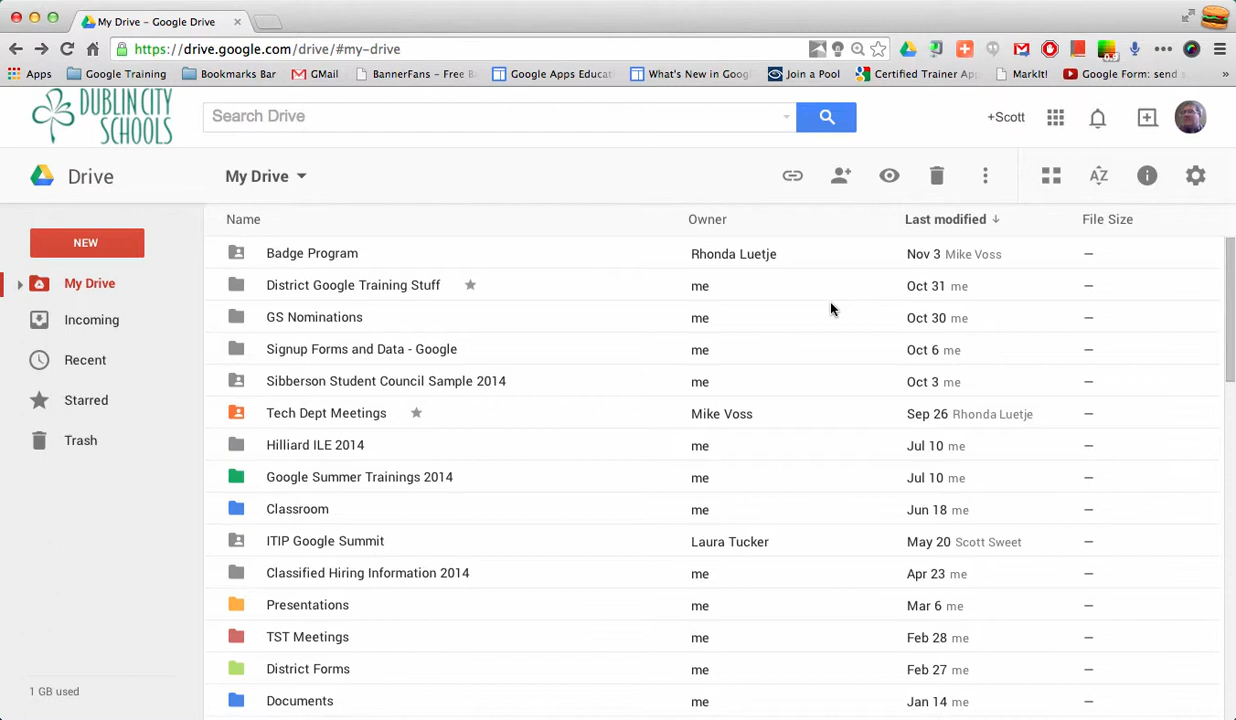 My Drive – Google Drive
https://drive.google.com/drive/#my-drive
Apps Google Training Bookmarks Bar GMail BannerFans – Free B Google Apps Educat What's New in Goog Join a Pool Certified Trainer App MarkIt! Google Form: send s »
DUBLIN CITY
SCHOOLS
Search Drive
+Scott
Drive
My Drive
AZ
Name Owner Last modified File Size
NEW
My Drive
Incoming
Recent
Starred
Trash
1 GB used
Badge Program Rhonda Luetje Nov 3 Mike Voss —
District Google Training Stuff me Oct 31 me —
GS Nominations me Oct 30 me —
Signup Forms and Data - Google me Oct 6 me —
Sibberson Student Council Sample 2014 me Oct 3 me —
Tech Dept Meetings Mike Voss Sep 26 Rhonda Luetje —
Hilliard ILE 2014 me Jul 10 me —
Google Summer Trainings 2014 me Jul 10 me —
Classroom me Jun 18 me —
ITIP Google Summit Laura Tucker May 20 Scott Sweet —
Classified Hiring Information 2014 me Apr 23 me —
Presentations me Mar 6 me —
TST Meetings me Feb 28 me —
District Forms me Feb 27 me —
Documents me Jan 14 me —